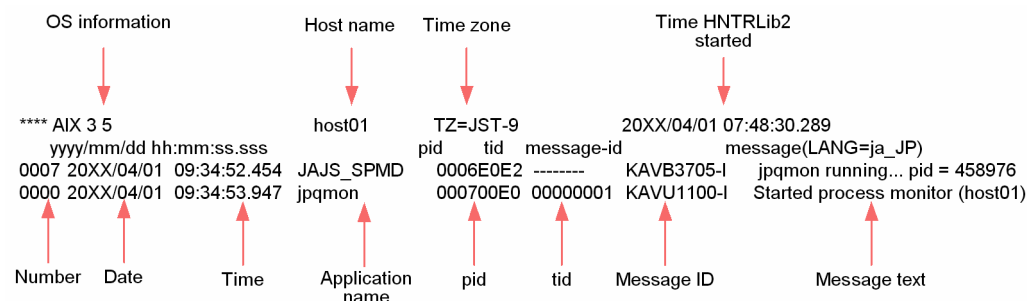 OS information Host name Time zone Time HNTRLib2
started
**** AIX 3 5 host01 TZ=JST-9 20XX/04/01 07:48:30.289
yyyy/mm/dd hh:mm:ss.sss pid tid message-id message(LANG=ja_JP)
0007 20XX/04/01 09:34:52.454 JAJS_SPMD 0006E0E2 -------- KAVB3705-I jpqmon running... pid = 458976
0000 20XX/04/01 09:34:53.947 jpqmon 000700E0 00000001 KAVU1100-I Started process monitor (host01)
Number Date Time Application pid tid Message ID Message text
name